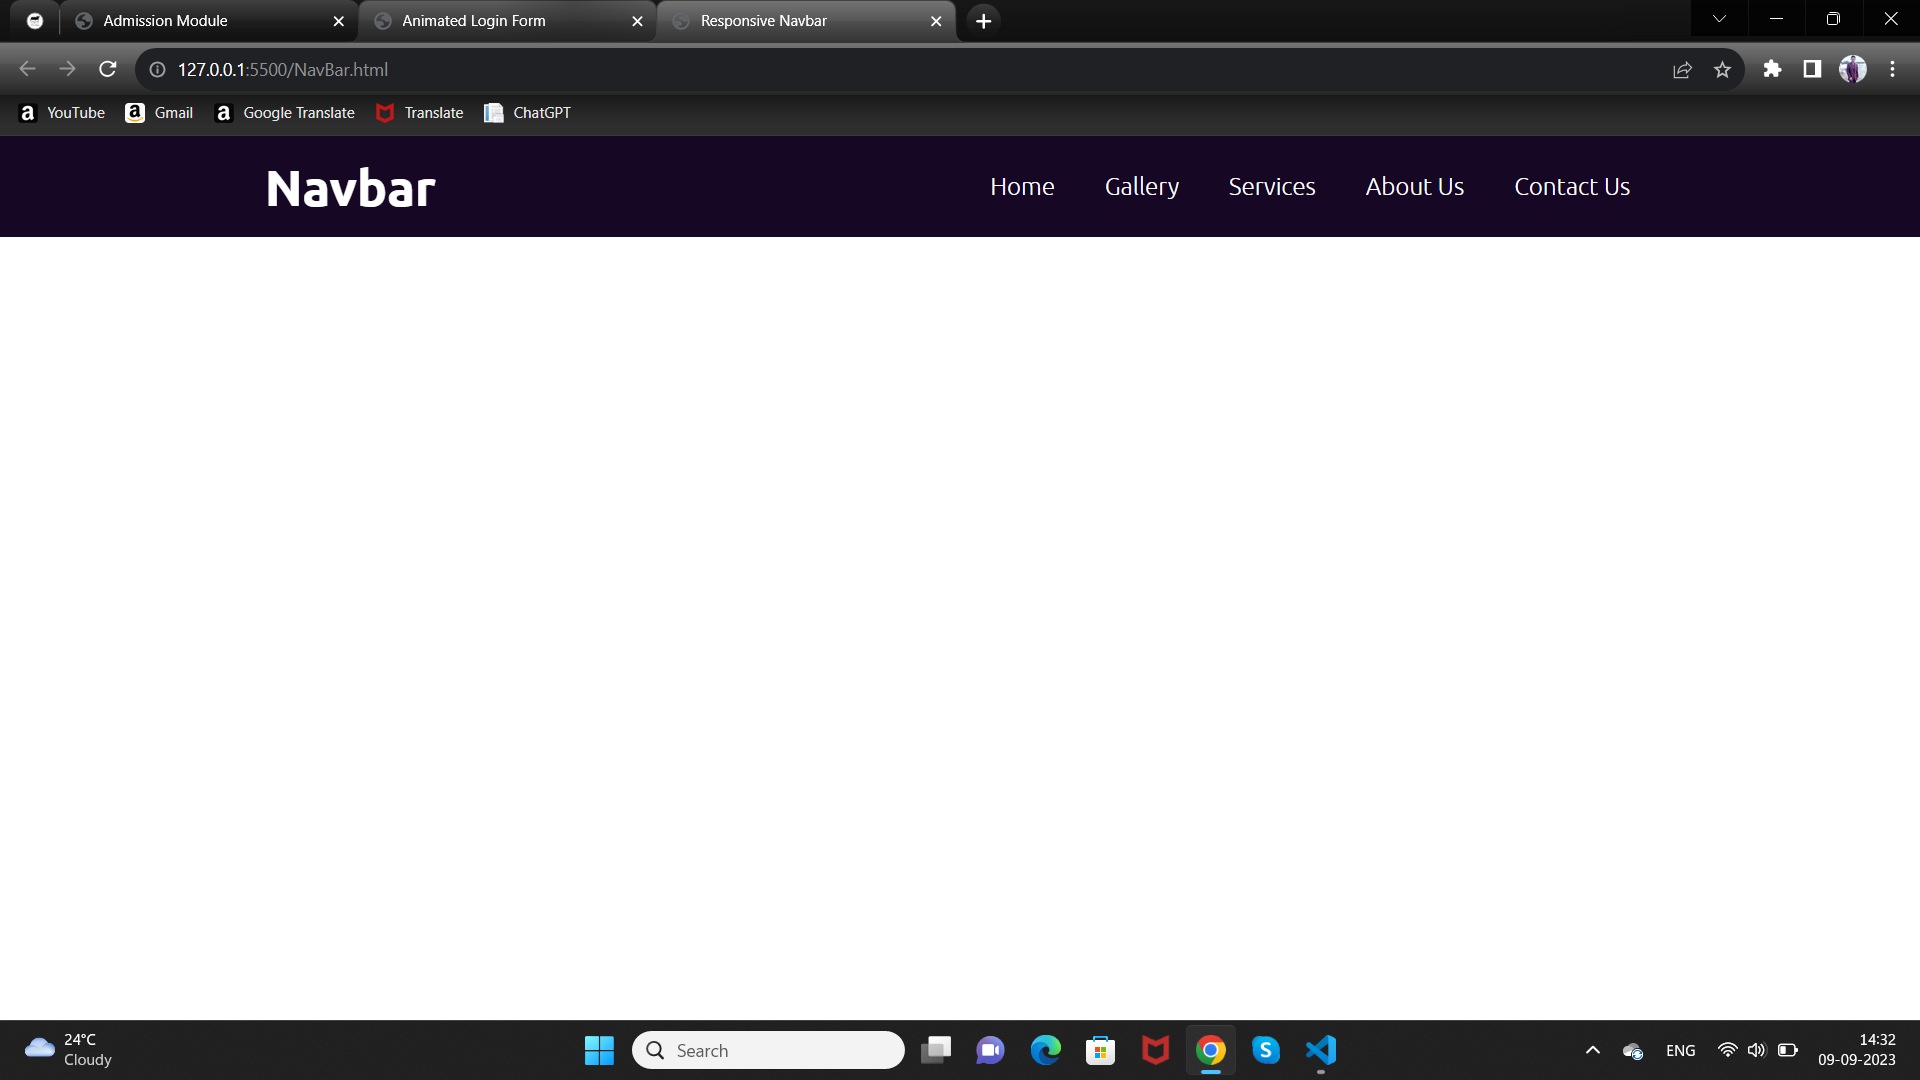 Admission Module
Animated Login Form
Responsive Navbar
127.0.0.1:5500/NavBar.html
YouTube
Gmail
Google Translate
Translate
ChatGPT
Navbar
Home
Gallery
Services
About Us
Contact Us
24°C
Cloudy
Search
ENG
14:32
09-09-2023